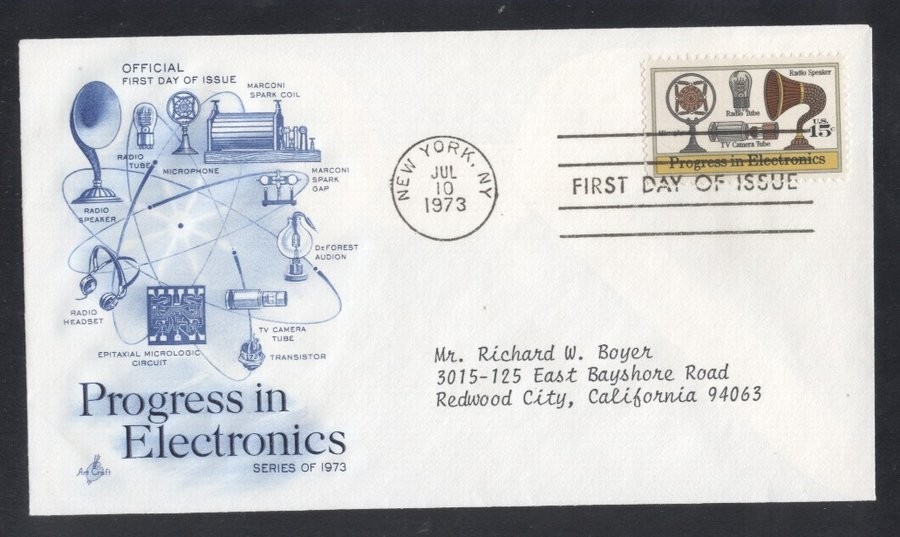 OFFICIAL
FIRST DAY OF ISSUE
MARCONI
SPARK COIL
RADIO
TUBE
MICROPHONE
MARCONI
SPARK
GAP
RADIO
SPEAKER
DeFOREST
AUDION
RADIO
HEADSET
TV CAMERA
TUBE
EPITAXIAL MICROLOGIC
CIRCUIT
TRANSISTOR
Progress in
Electronics
SERIES OF 1973
Art Craft
NEW YORK, NY
JUL
10
1973
Radio Speaker
Radio Tube
Microphone
U.S.
15c
TV Camera Tube
Progress in Electronics
FIRST DAY OF ISSUE
Mr. Richard W. Boyer
3015-125 East Bayshore Road
Redwood City, California 94063